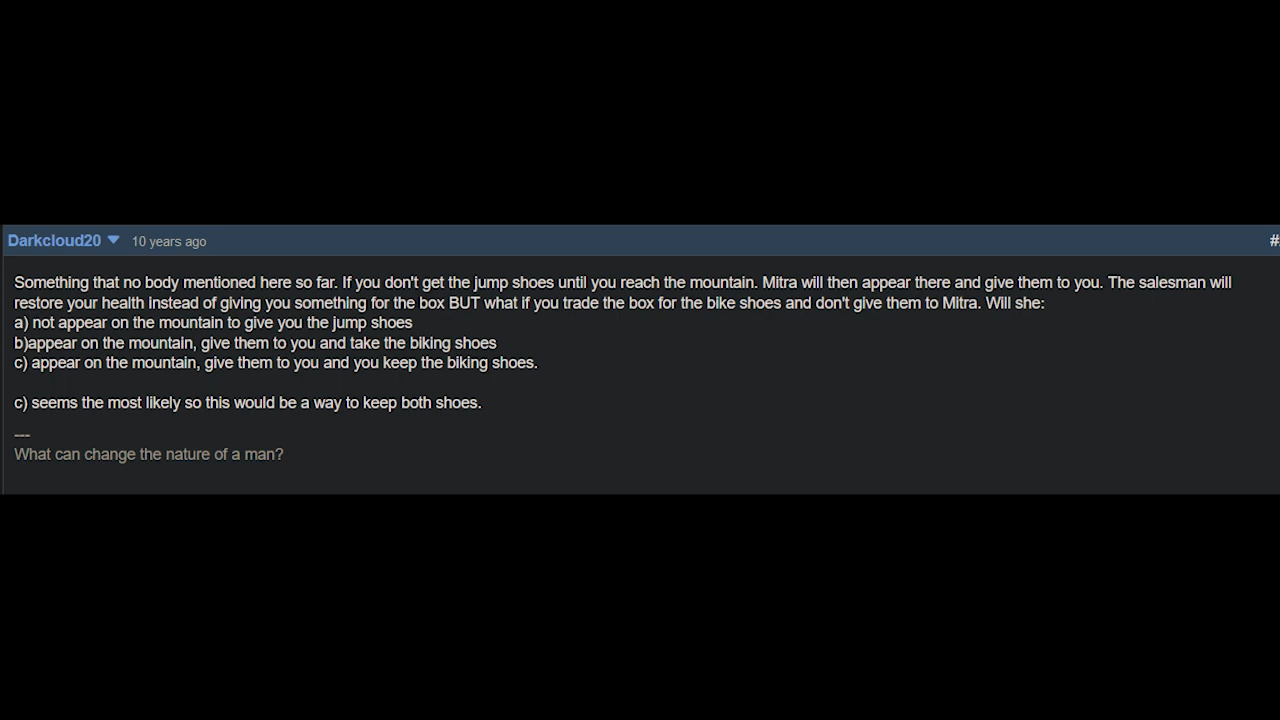 Darkcloud20 10 years ago #
Something that no body mentioned here so far. If you don't get the jump shoes until you reach the mountain. Mitra will then appear there and give them to you. The salesman will
restore your health instead of giving you something for the box BUT what if you trade the box for the bike shoes and don't give them to Mitra. Will she:
a) not appear on the mountain to give you the jump shoes
b)appear on the mountain, give them to you and take the biking shoes
c) appear on the mountain, give them to you and you keep the biking shoes.
c) seems the most likely so this would be a way to keep both shoes.
---
What can change the nature of a man?